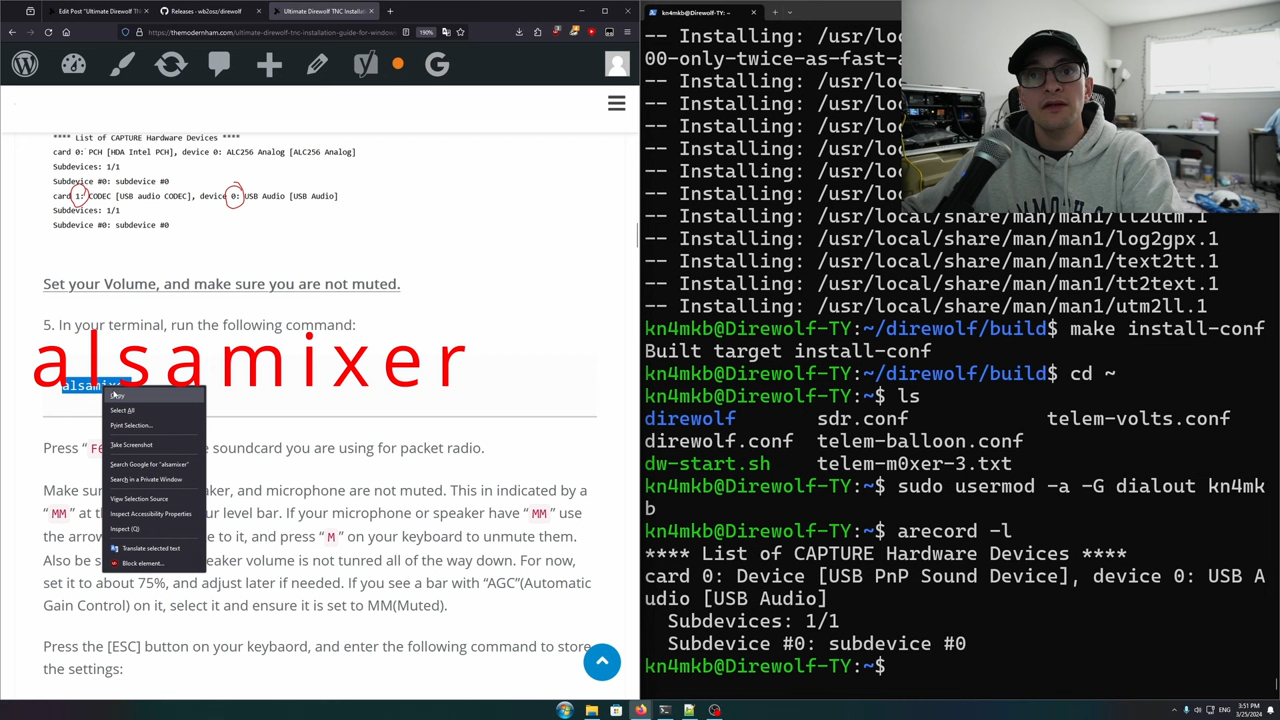 Edit Post "Ultimate Direwolf TNC
Releases - wb2osz/direwolf
Ultimate Direwolf TNC Installation
https://themodernham.com/ultimate-direwolf-tnc-installation-guide-for-windows
190%
**** List of CAPTURE Hardware Devices ****
card 0: PCH [HDA Intel PCH], device 0: ALC256 Analog [ALC256 Analog]
Subdevices: 1/1
Subdevice #0: subdevice #0
card 1: CODEC [USB audio CODEC], device 0: USB Audio [USB Audio]
Subdevices: 1/1
Subdevice #0: subdevice #0
Set your Volume, and make sure you are not muted.
5. In your terminal, run the following command:
alsamixer
alsamixe
Copy
Select All
Print Selection...
Take Screenshot
Search Google for "alsamixer"
Search in a Private Window
View Selection Source
Inspect Accessibility Properties
Inspect (Q)
Translate selected text
Block element...
Press "F6 soundcard you are using for packet radio.
Make sur aker, and microphone are not muted. This in indicated by a
"MM" at th ur level bar. If your microphone or speaker have "MM" use
the arrow e to it, and press "M" on your keyboard to unmute them.
Also be s eaker volume is not tunred all of the way down. For now,
set it to about 75%, and adjust later if needed. If you see a bar with "AGC"(Automatic
Gain Control) on it, select it and ensure it is set to MM(Muted).
Press the [ESC] button on your keybaord, and enter the following command to store
the settings:
kn4mkb@Direwolf-TY: ~
-- Installing: /usr/loc
00-only-twice-as-fast-a
-- Installing: /usr/loc
-- Installing: /usr/loc
-- Installing: /usr/loc
-- Installing: /usr/loc
-- Installing: /usr/loc
-- Installing: /usr/loc
-- Installing: /usr/local/share/man/man1/ll2utm.1
-- Installing: /usr/local/share/man/man1/log2gpx.1
-- Installing: /usr/local/share/man/man1/text2tt.1
-- Installing: /usr/local/share/man/man1/tt2text.1
-- Installing: /usr/local/share/man/man1/utm2ll.1
kn4mkb@Direwolf-TY:~/direwolf/build$ make install-conf
Built target install-conf
kn4mkb@Direwolf-TY:~/direwolf/build$ cd ~
kn4mkb@Direwolf-TY:~$ ls
direwolf sdr.conf telem-volts.conf
direwolf.conf telem-balloon.conf
dw-start.sh telem-m0xer-3.txt
kn4mkb@Direwolf-TY:~$ sudo usermod -a -G dialout kn4mk
b
kn4mkb@Direwolf-TY:~$ arecord -l
**** List of CAPTURE Hardware Devices ****
card 0: Device [USB PnP Sound Device], device 0: USB A
udio [USB Audio]
Subdevices: 1/1
Subdevice #0: subdevice #0
kn4mkb@Direwolf-TY:~$
ENG
3:51 PM
3/25/2024